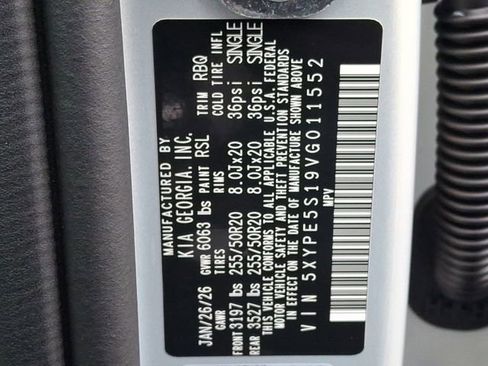 MANUFACTURED BY
KIA GEORGIA, INC.
JAN/26/26 GVWR 6063 lbs PAINT RSL TRIM RBQ
GAWR TIRES RIMS COLD TIRE INFL
FRONT 3197 lbs 255/50R20 8.0Jx20 36psi SINGLE
REAR 3527 lbs 255/50R20 8.0Jx20 36psi SINGLE
THIS VEHICLE CONFORMS TO ALL APPLICABLE U.S.A. FEDERAL
MOTOR VEHICLE SAFETY AND THEFT PREVENTION STANDARDS
IN EFFECT ON THE DATE OF MANUFACTURE SHOWN ABOVE
VIN 5XYPE5S19VG011552
MPV